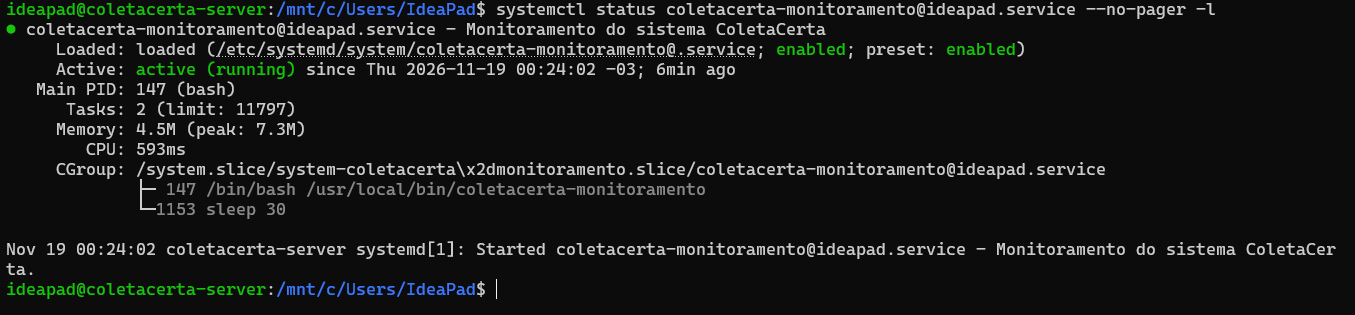 ideapad@coletacerta-server:/mnt/c/Users/IdeaPad$ systemctl status coletacerta-monitoramento@ideapad.service --no-pager -l
● coletacerta-monitoramento@ideapad.service - Monitoramento do sistema ColetaCerta
     Loaded: loaded (/etc/systemd/system/coletacerta-monitoramento@.service; enabled; preset: enabled)
     Active: active (running) since Thu 2026-11-19 00:24:02 -03; 6min ago
   Main PID: 147 (bash)
      Tasks: 2 (limit: 11797)
     Memory: 4.5M (peak: 7.3M)
        CPU: 593ms
     CGroup: /system.slice/system-coletacerta\x2dmonitoramento.slice/coletacerta-monitoramento@ideapad.service
             ├─ 147 /bin/bash /usr/local/bin/coletacerta-monitoramento
             └─1153 sleep 30

Nov 19 00:24:02 coletacerta-server systemd[1]: Started coletacerta-monitoramento@ideapad.service - Monitoramento do sistema ColetaCer
ta.
ideapad@coletacerta-server:/mnt/c/Users/IdeaPad$